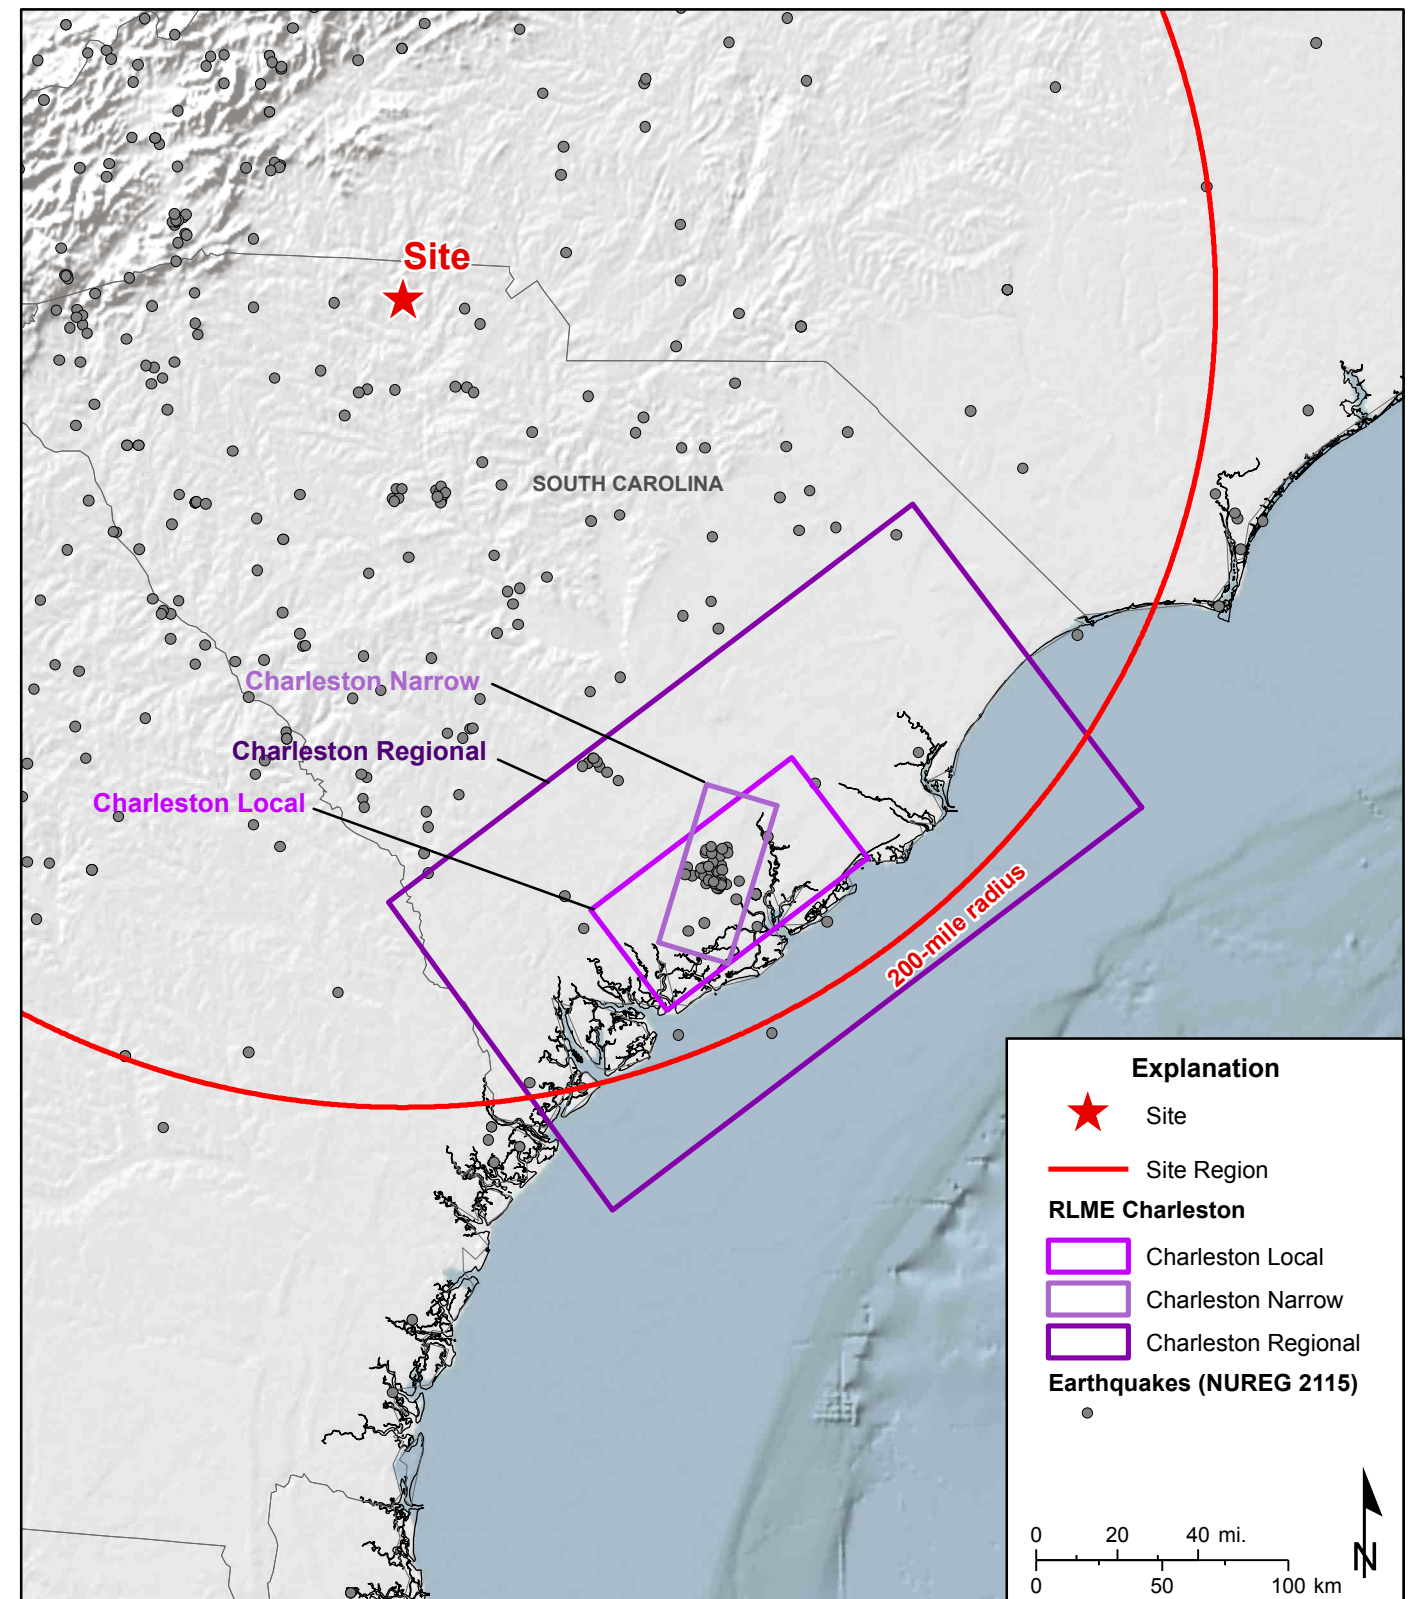 Site
SOUTH CAROLINA
Charleston Narrow
Charleston Regional
Charleston Local
200-mile radius
Explanation
Site
Site Region
RLME Charleston
Charleston Local
Charleston Narrow
Charleston Regional
Earthquakes (NUREG 2115)
0 20 40 mi.
0 50 100 km
N